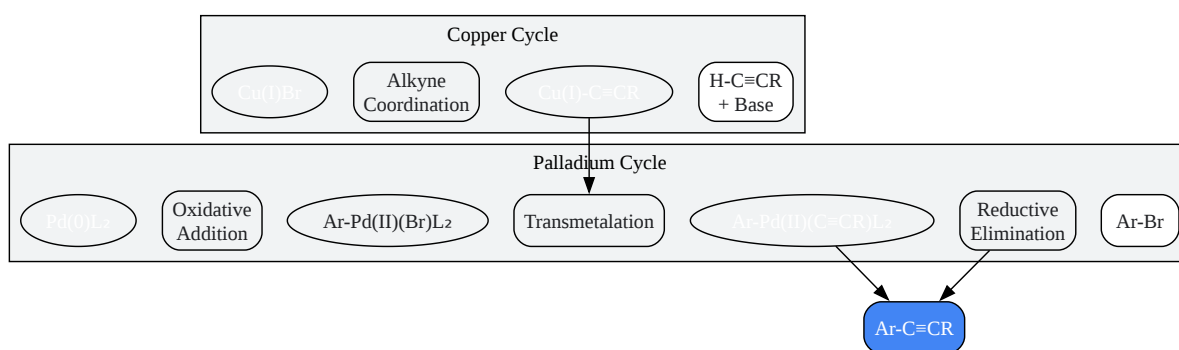 Copper Cycle
Cu(I)Br
Alkyne
Coordination
Cu(I)-C≡CR
H-C≡CR
+ Base
Palladium Cycle
Pd(0)L₂
Oxidative
Addition
Ar-Pd(II)(Br)L₂
Transmetalation
Ar-Pd(II)(C≡CR)L₂
Reductive
Elimination
Ar-Br
Ar-C≡CR